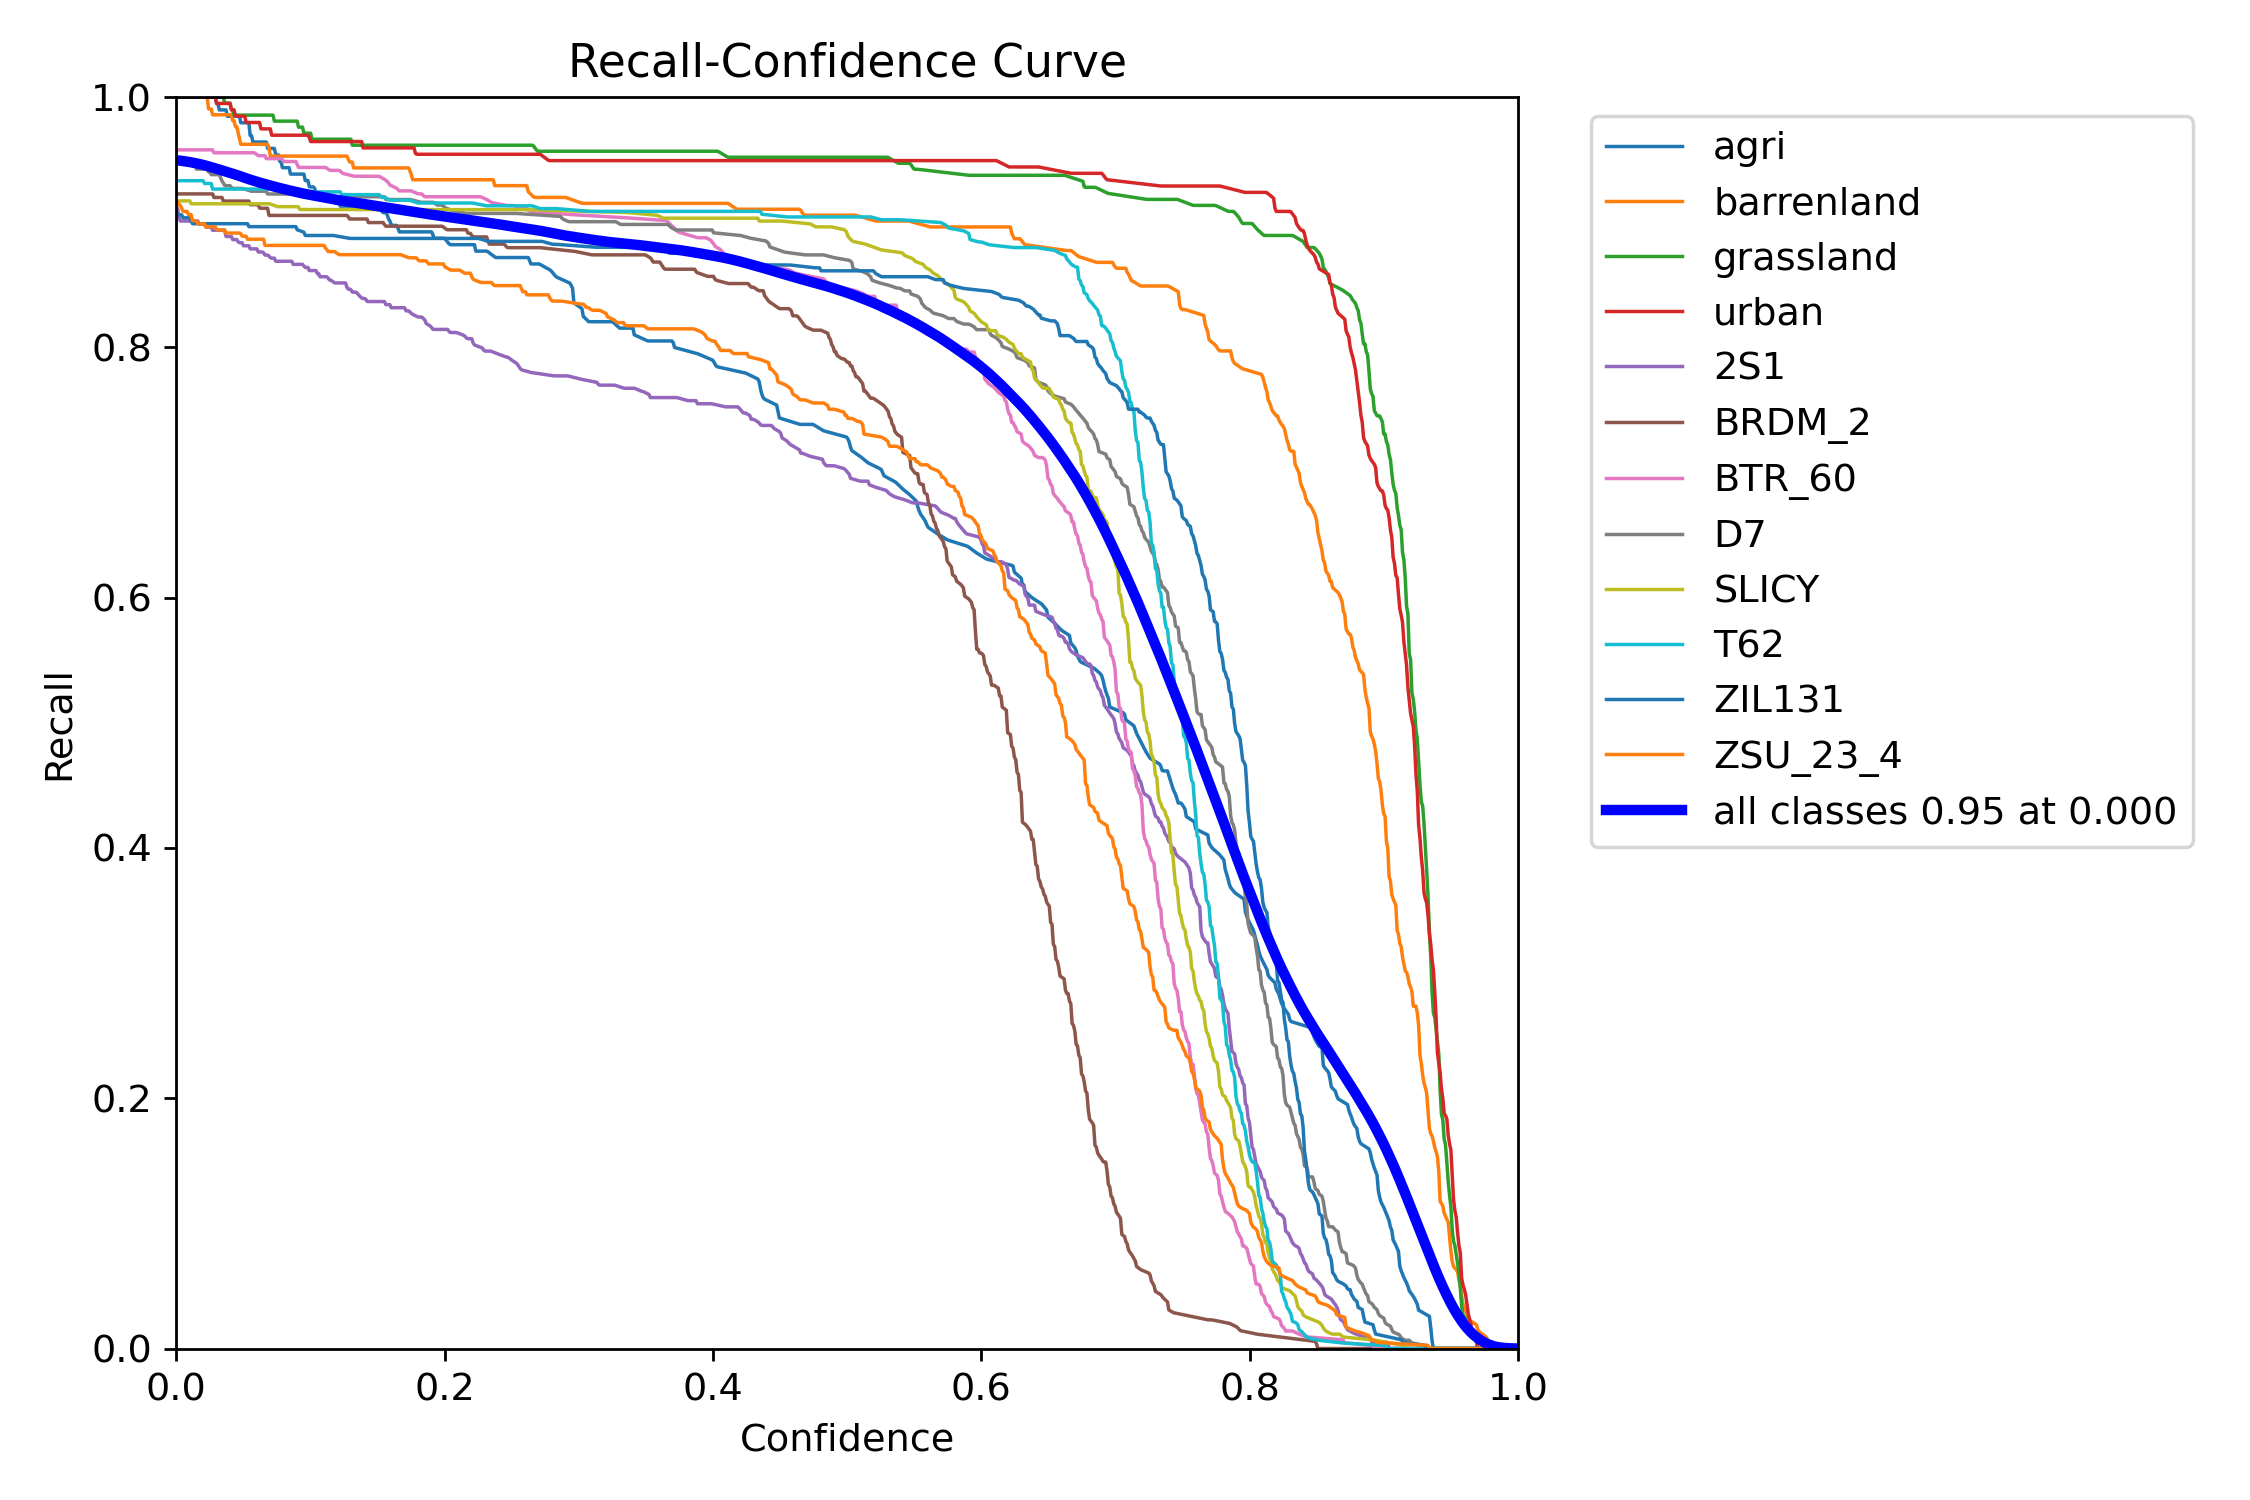 Recall-Confidence Curve
1.0
0.8
0.6
0.4
0.2
0.0
Recall
0.0 0.2 0.4 0.6 0.8 1.0
Confidence
agri
barrenland
grassland
urban
2S1
BRDM_2
BTR_60
D7
SLICY
T62
ZIL131
ZSU_23_4
all classes 0.95 at 0.000